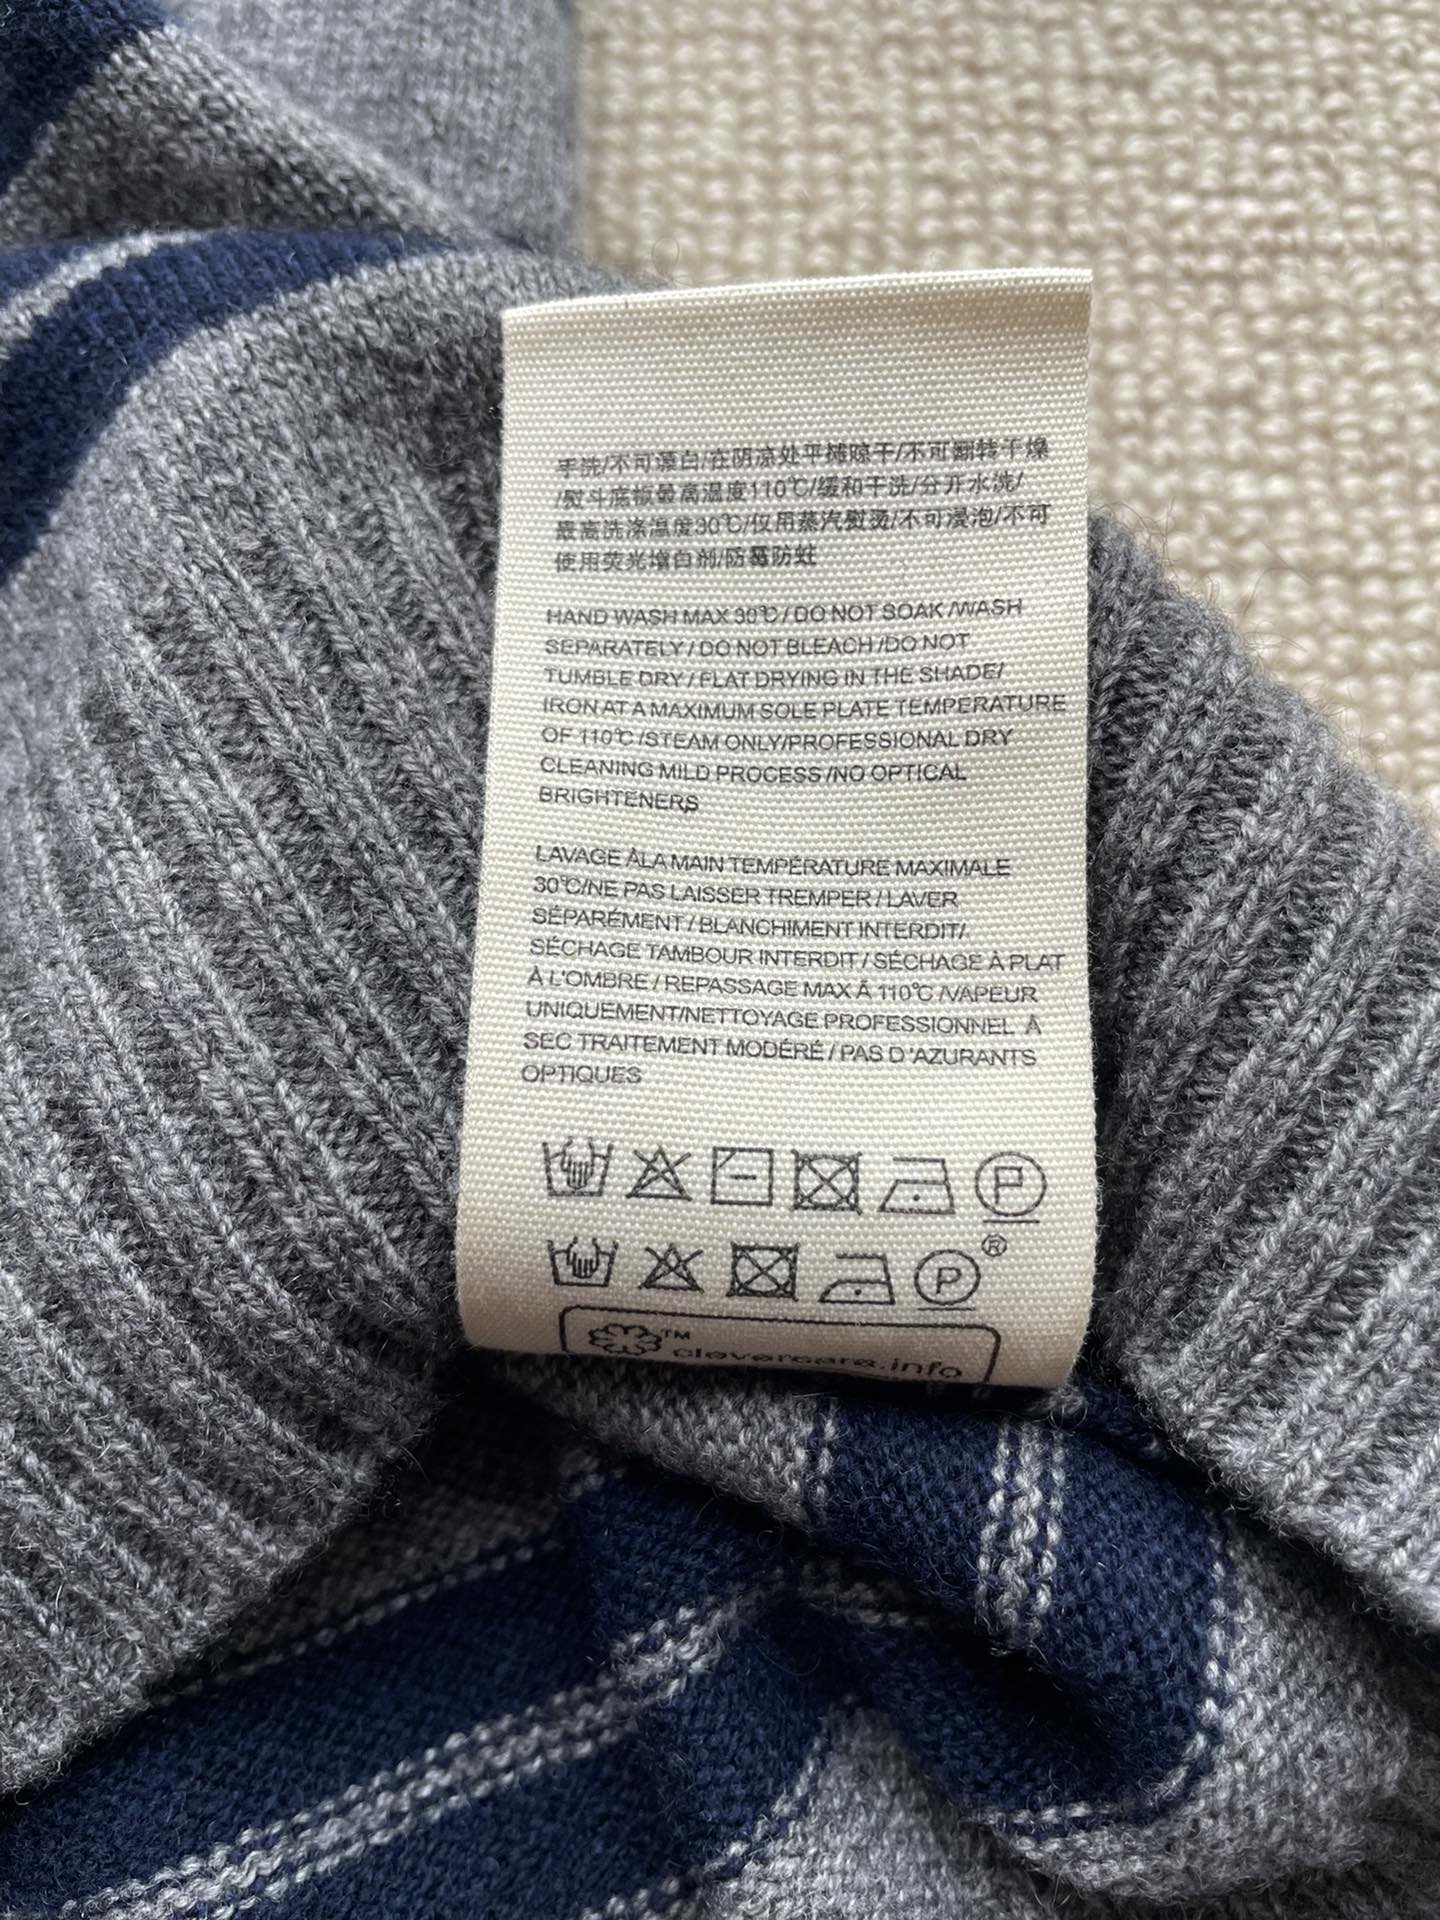 手洗/不可漂白/在阴凉处平摊晾干/不可翻转干燥
/熨斗底板最高温度110℃/缓和干洗/分开水洗/
最高洗涤温度30℃/仅用蒸汽熨烫/不可浸泡/不可
使用荧光增白剂/防霉防蛀
HAND WASH MAX 30℃ / DO NOT SOAK /WASH
SEPARATELY / DO NOT BLEACH /DO NOT
TUMBLE DRY / FLAT DRYING IN THE SHADE/
IRON AT A MAXIMUM SOLE PLATE TEMPERATURE
OF 110℃ /STEAM ONLY/PROFESSIONAL DRY
CLEANING MILD PROCESS /NO OPTICAL
BRIGHTENERS
LAVAGE ÀLA MAIN TEMPÉRATURE MAXIMALE
30℃/NE PAS LAISSER TREMPER / LAVER
SÉPARÉMENT / BLANCHIMENT INTERDIT/.
SÉCHAGE TAMBOUR INTERDIT / SÉCHAGE À PLAT
À L'OMBRE / REPASSAGE MAX À 110℃ /VAPEUR
UNIQUEMENT/NETTOYAGE PROFESSIONNEL À
SEC TRAITEMENT MODÉRÉ / PAS D'AZURANTS
OPTIQUES
P
P ®
TM clevercare.info